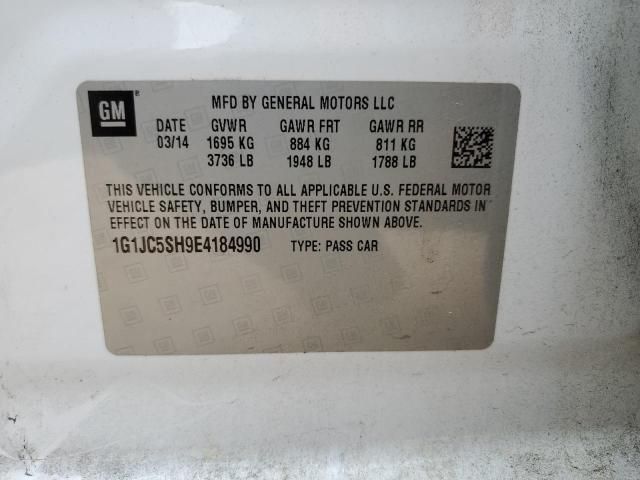 GM®
MFD BY GENERAL MOTORS LLC
DATE GVWR GAWR FRT GAWR RR
03/14 1695 KG 884 KG 811 KG
3736 LB 1948 LB 1788 LB
THIS VEHICLE CONFORMS TO ALL APPLICABLE U.S. FEDERAL MOTOR
VEHICLE SAFETY, BUMPER, AND THEFT PREVENTION STANDARDS IN
EFFECT ON THE DATE OF MANUFACTURE SHOWN ABOVE.
1G1JC5SH9E4184990 TYPE: PASS CAR